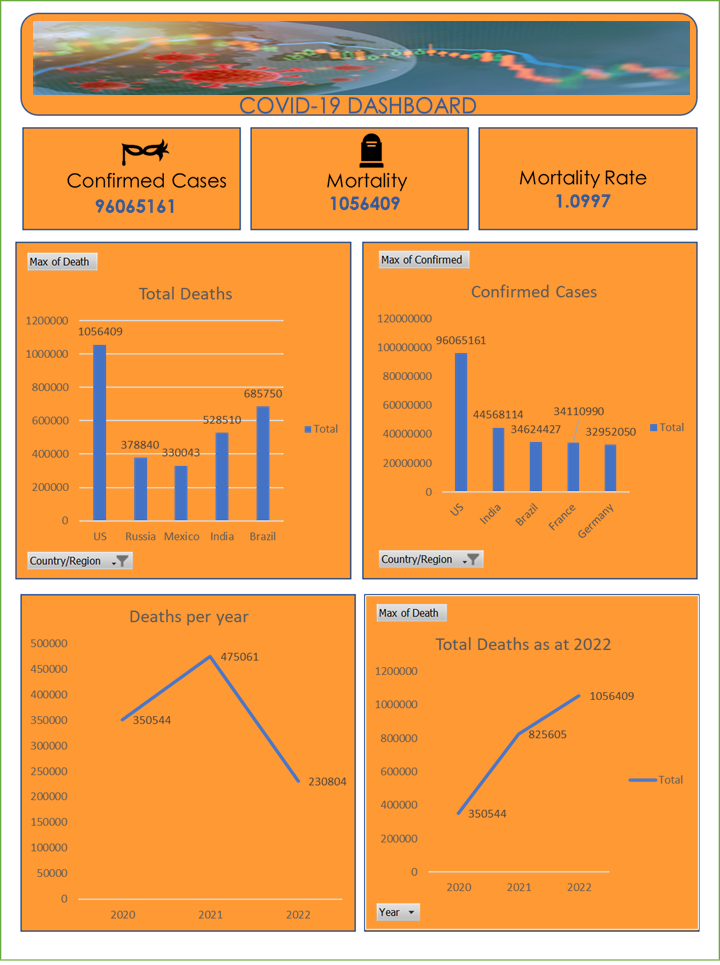 COVID-19 DASHBOARD
Confirmed Cases
96065161
Mortality
1056409
Mortality Rate
1.0997
Max of Death
Total Deaths
1200000
1000000
800000
600000
400000
200000
0
1056409
378840
330043
528510
685750
US Russia Mexico India Brazil
Total
Country/Region
Max of Confirmed
Confirmed Cases
120000000
100000000
80000000
60000000
40000000
20000000
0
96065161
44568114
34624427
34110990
32952050
US India Brazil France Germany
Total
Country/Region
Deaths per year
500000
450000
400000
350000
300000
250000
200000
150000
100000
50000
0
350544
475061
230804
2020 2021 2022
Max of Death
Total Deaths as at 2022
1200000
1000000
800000
600000
400000
200000
0
350544
825605
1056409
2020 2021 2022
Total
Year